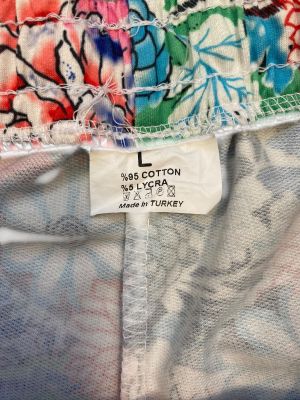 L
%95 COTTON
%5 LYCRA
Made in TURKEY